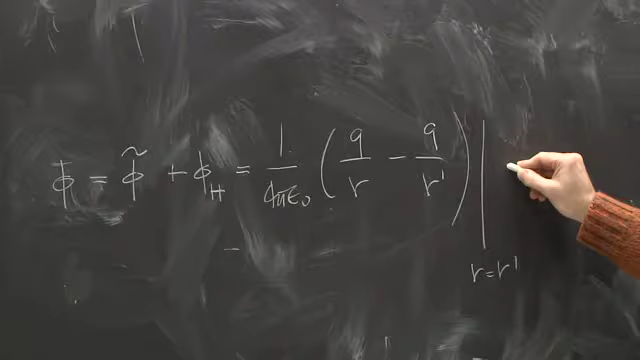 Φ = φ̃ + φ_H = 1/4πε₀ (q/r − q/r')|r=r'